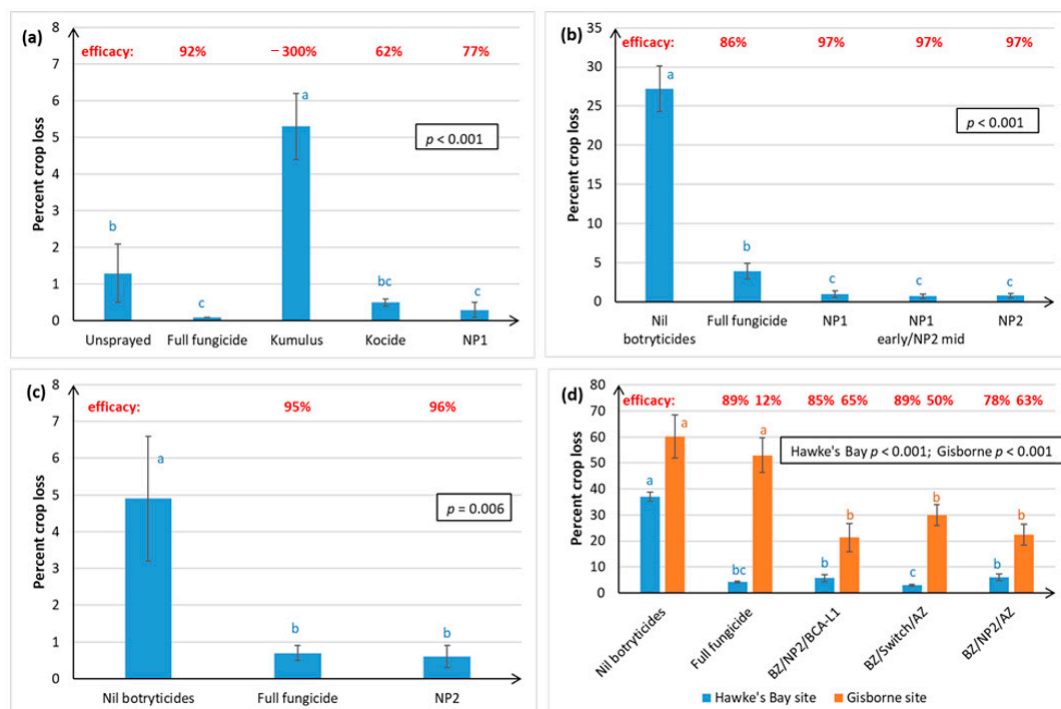 (a)
efficacy: 92% −300% 62% 77%
Percent crop loss
8
7
6
5
4
3
2
1
0
b
c
a
bc
c
p < 0.001
Unsprayed Full fungicide Kumulus Kocide NP1
(b)
efficacy: 86% 97% 97% 97%
Percent crop loss
35
30
25
20
15
10
5
0
a
b
c
c
c
p < 0.001
Nil Full fungicide NP1 NP1 NP2
botryticides early/NP2 mid
(c)
efficacy: 95% 96%
Percent crop loss
8
7
6
5
4
3
2
1
0
a
b
b
p = 0.006
Nil botryticides Full fungicide NP2
(d)
efficacy: 89% 12% 85% 65% 89% 50% 78% 63%
Percent crop loss
80
70
60
50
40
30
20
10
0
Hawke's Bay p < 0.001; Gisborne p < 0.001
a
a
bc
a
b
b
c
b
b
b
Nil botryticides
Full fungicide
BZ/NP2/BCA-L1
BZ/Switch/AZ
BZ/NP2/AZ
Hawke's Bay site Gisborne site